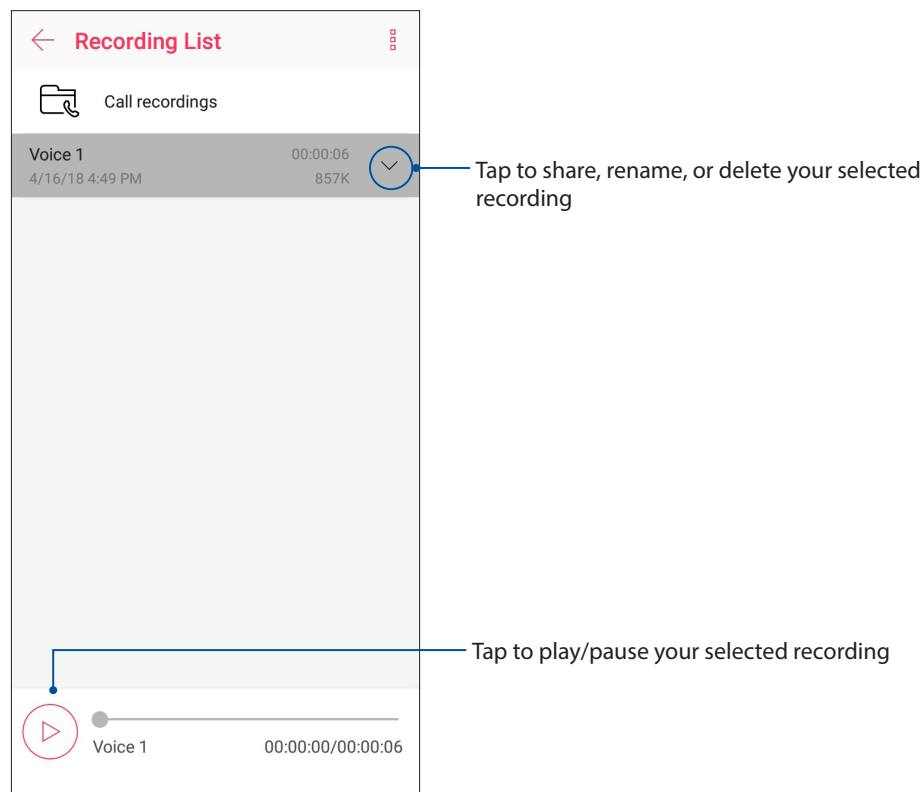 Recording List
Call recordings
Voice 1 00:00:06
4/16/18 4:49 PM 857K
Tap to share, rename, or delete your selected
recording
Tap to play/pause your selected recording
Voice 1 00:00:00/00:00:06